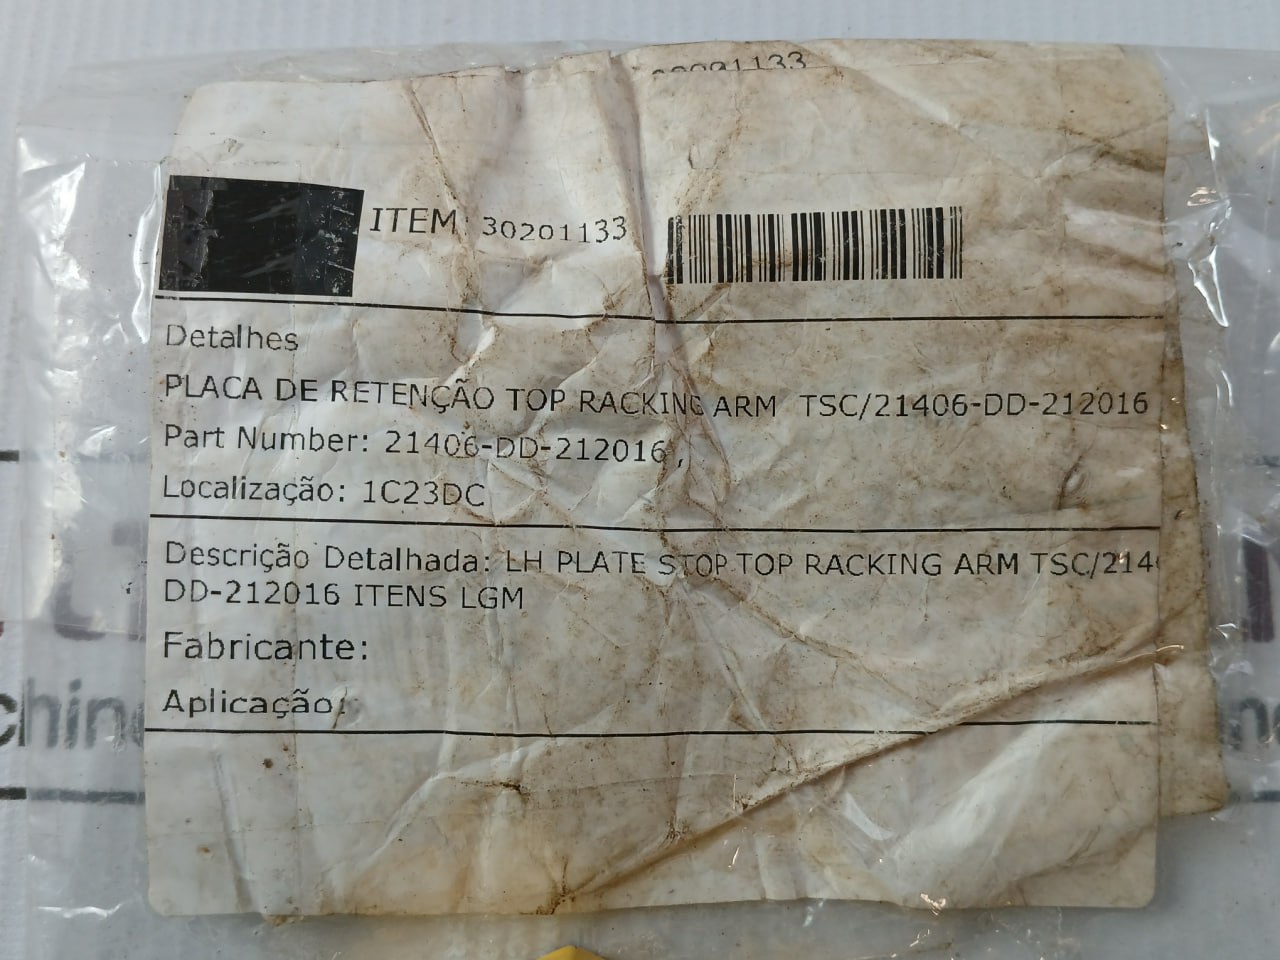 ITEM 30201133
Detalhes
PLACA DE RETENÇÃO TOP RACKING ARM TSC/21406-DD-212016
Part Number: 21406-DD-212016 ,
Localização: 1C23DC
Descrição Detalhada: LH PLATE STOP TOP RACKING ARM TSC/214
DD-212016 ITENS LGM
Fabricante:
Aplicação: